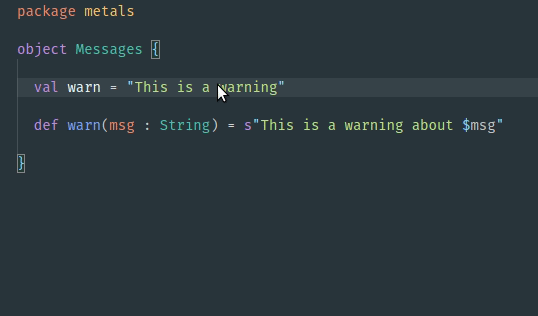 package metals
object Messages {
val warn = "This is a warning"
def warn(msg : String) = s"This is a warning about $msg"
}